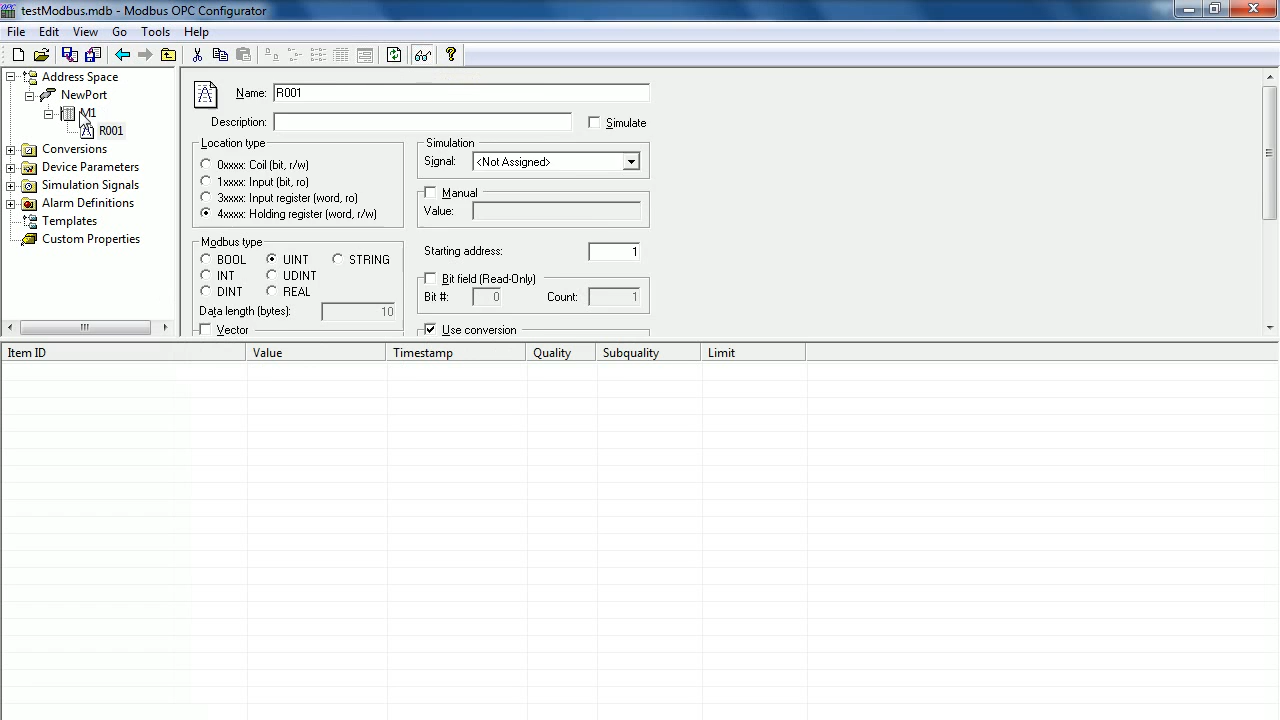 testModbus.mdb - Modbus OPC Configurator
File Edit View Go Tools Help
Address Space
NewPort
M1
R001
Conversions
Device Parameters
Simulation Signals
Alarm Definitions
Templates
Custom Properties
Name: R001
Description:
Simulate
Location type
0xxxx: Coil (bit, r/w)
1xxxx: Input (bit, ro)
3xxxx: Input register (word, ro)
4xxxx: Holding register (word, r/w)
Simulation
Signal: <Not Assigned>
Manual
Value:
Modbus type
BOOL UINT STRING
INT UDINT
DINT REAL
Data length (bytes): 10
Vector
Starting address: 1
Bit field (Read-Only)
Bit #: 0 Count: 1
Use conversion
Item ID Value Timestamp Quality Subquality Limit